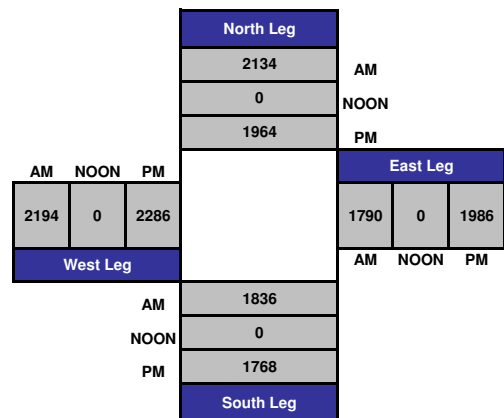 North Leg
2134 AM
0 NOON
1964 PM
AM NOON PM East Leg
2194 0 2286 1790 0 1986
West Leg AM NOON PM
AM 1836
NOON 0
PM 1768
South Leg